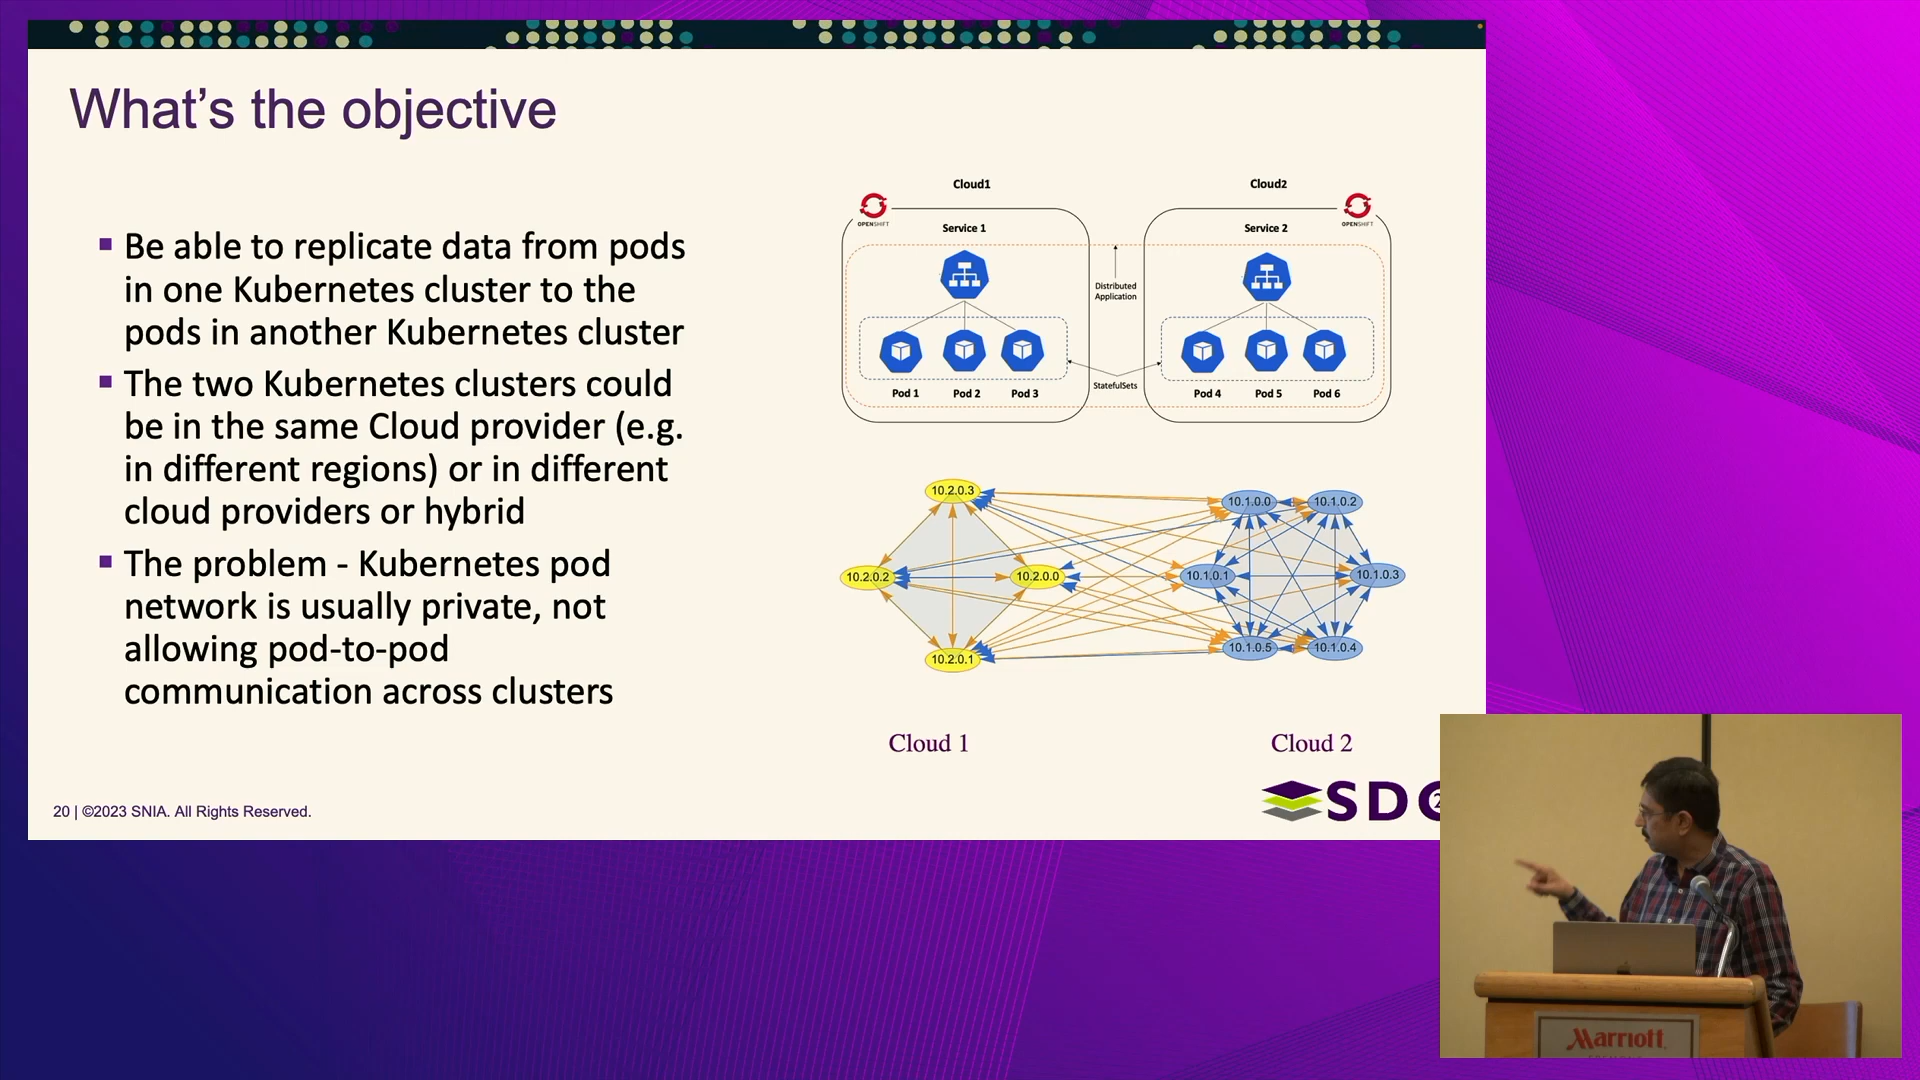 What's the objective
▪ Be able to replicate data from pods
in one Kubernetes cluster to the
pods in another Kubernetes cluster
▪ The two Kubernetes clusters could
be in the same Cloud provider (e.g.
in different regions) or in different
cloud providers or hybrid
▪ The problem - Kubernetes pod
network is usually private, not
allowing pod-to-pod
communication across clusters
Cloud1
Cloud2
OPENSHIFT
OPENSHIFT
Service 1
Service 2
Distributed
Application
StatefulSets
Pod 1 Pod 2 Pod 3
Pod 4 Pod 5 Pod 6
10.2.0.3
10.2.0.2
10.2.0.0
10.2.0.1
10.1.0.0
10.1.0.2
10.1.0.1
10.1.0.3
10.1.0.5
10.1.0.4
Cloud 1
Cloud 2
20 | ©2023 SNIA. All Rights Reserved.
SDC
Marriott